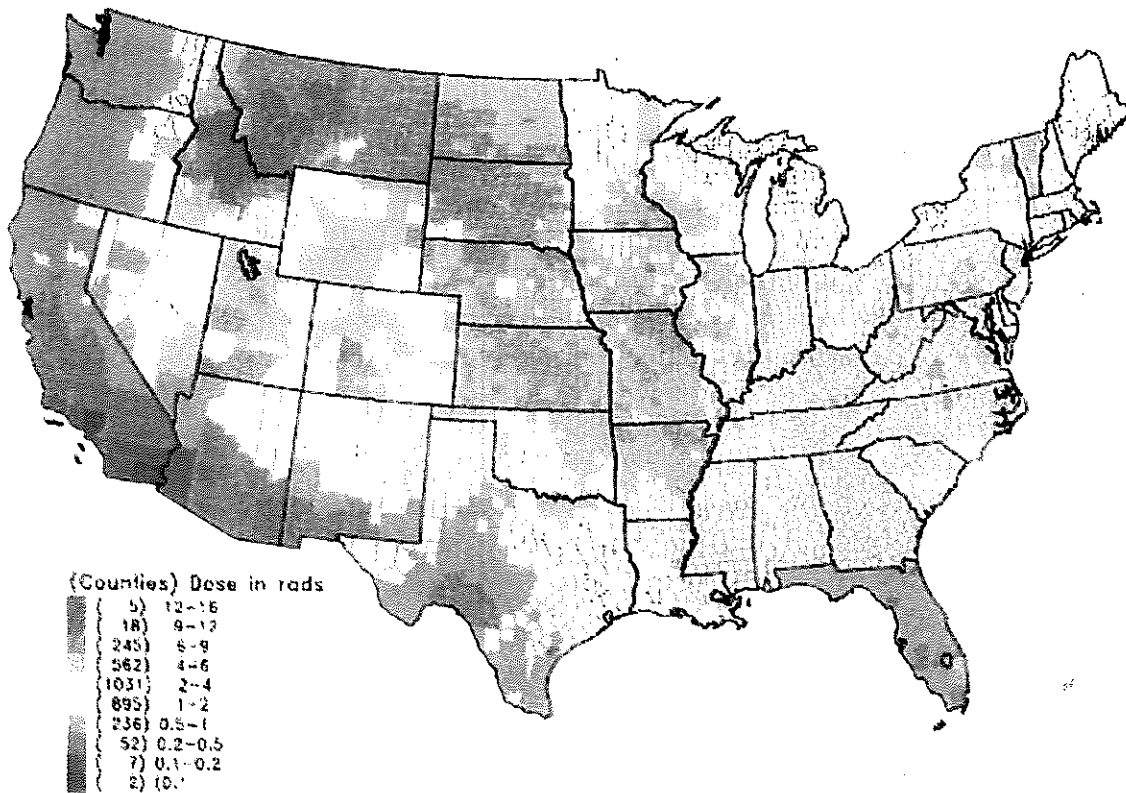 (Counties) Dose in rads
( 5) 12-16
( 18) 9-12
( 245) 6-9
( 562) 4-6
(1031) 2-4
( 895) 1-2
( 236) 0.5-1
( 52) 0.2-0.5
( 7) 0.1-0.2
( 2)